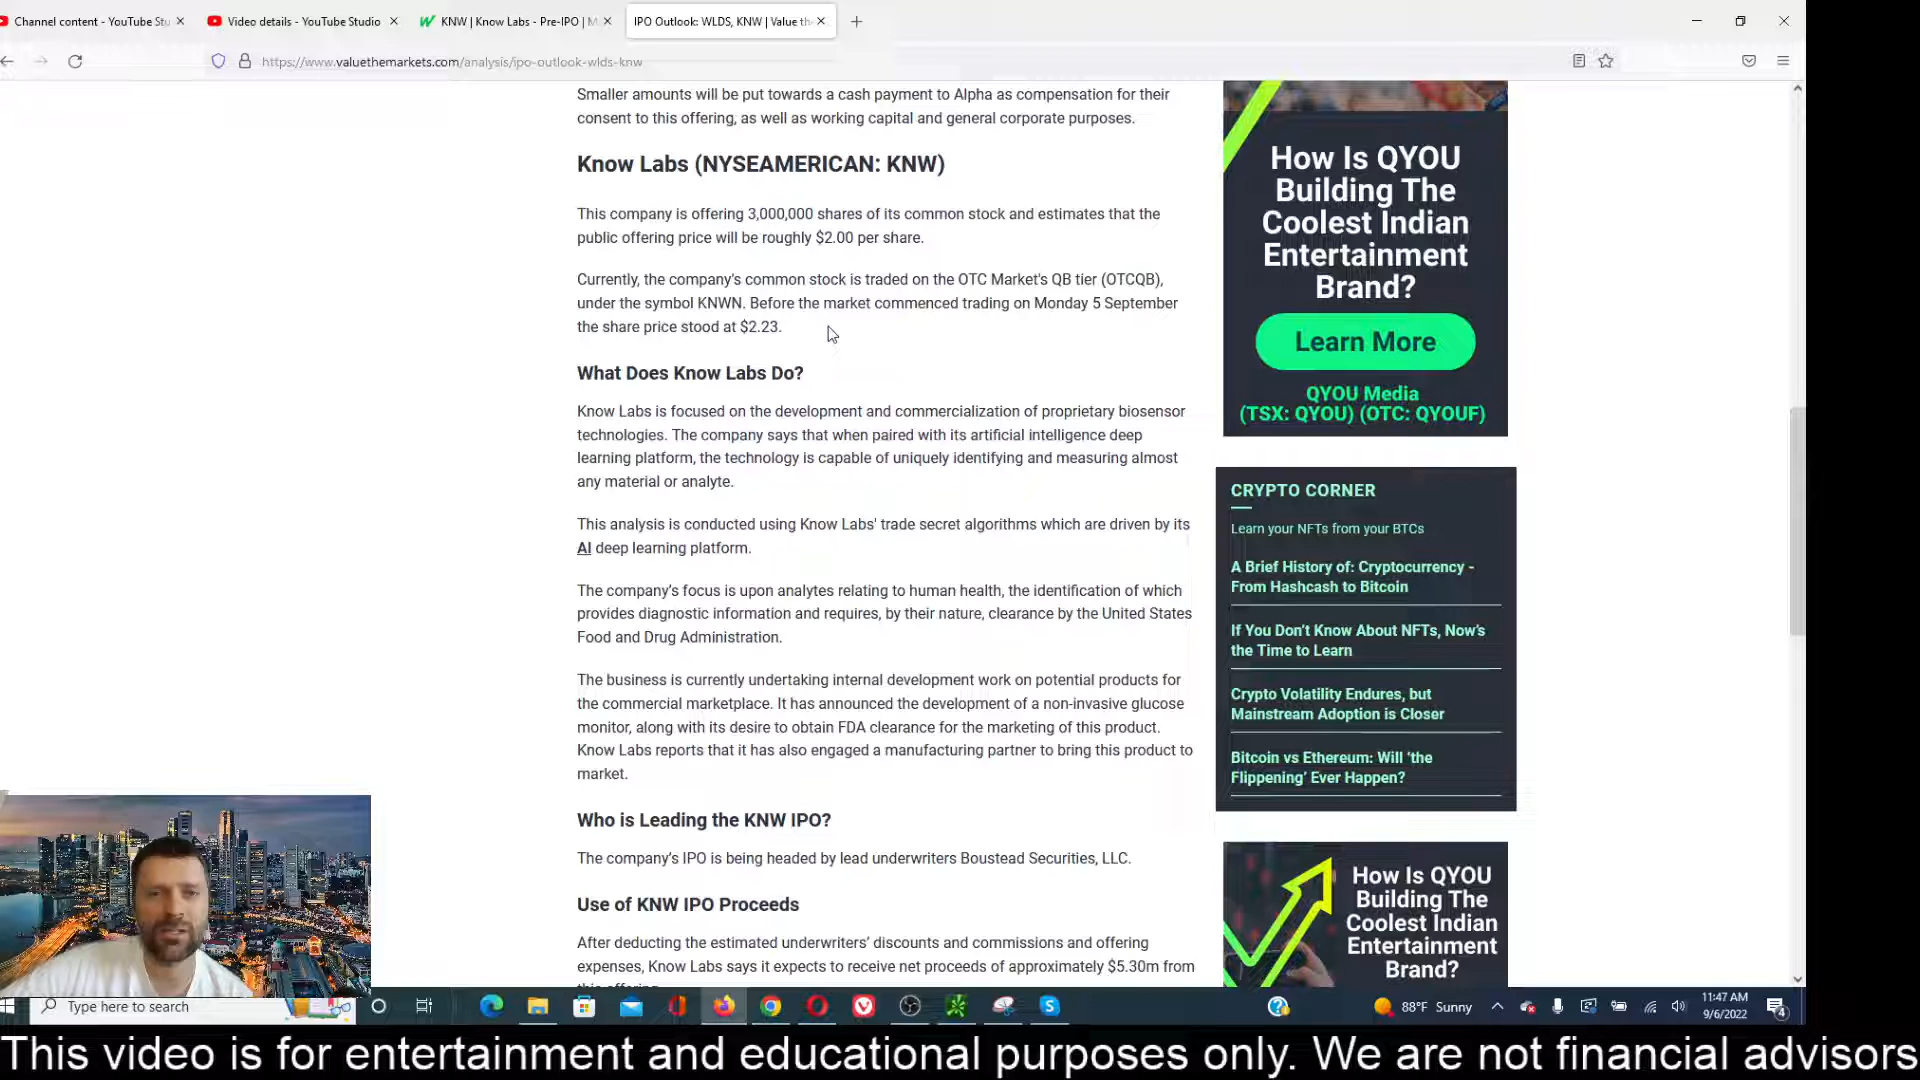 Channel content - YouTube Stu
Video details - YouTube Studio
KNW | Know Labs - Pre-IPO | M
IPO Outlook: WLDS, KNW | Value the
https://www.valuethemarkets.com/analysis/ipo-outlook-wlds-knw
Smaller amounts will be put towards a cash payment to Alpha as compensation for their
consent to this offering, as well as working capital and general corporate purposes.
Know Labs (NYSEAMERICAN: KNW)
This company is offering 3,000,000 shares of its common stock and estimates that the
public offering price will be roughly $2.00 per share.
Currently, the company's common stock is traded on the OTC Market's QB tier (OTCQB),
under the symbol KNWN. Before the market commenced trading on Monday 5 September
the share price stood at $2.23.
What Does Know Labs Do?
Know Labs is focused on the development and commercialization of proprietary biosensor
technologies. The company says that when paired with its artificial intelligence deep
learning platform, the technology is capable of uniquely identifying and measuring almost
any material or analyte.
This analysis is conducted using Know Labs' trade secret algorithms which are driven by its
AI deep learning platform.
The company's focus is upon analytes relating to human health, the identification of which
provides diagnostic information and requires, by their nature, clearance by the United States
Food and Drug Administration.
The business is currently undertaking internal development work on potential products for
the commercial marketplace. It has announced the development of a non-invasive glucose
monitor, along with its desire to obtain FDA clearance for the marketing of this product.
Know Labs reports that it has also engaged a manufacturing partner to bring this product to
market.
Who is Leading the KNW IPO?
The company's IPO is being headed by lead underwriters Boustead Securities, LLC.
Use of KNW IPO Proceeds
After deducting the estimated underwriters' discounts and commissions and offering
expenses, Know Labs says it expects to receive net proceeds of approximately $5.30m from
this offering.
How Is QYOU
Building The
Coolest Indian
Entertainment
Brand?
Learn More
QYOU Media
(TSX: QYOU) (OTC: QYOUF)
CRYPTO CORNER
Learn your NFTs from your BTCs
A Brief History of: Cryptocurrency -
From Hashcash to Bitcoin
If You Don't Know About NFTs, Now's
the Time to Learn
Crypto Volatility Endures, but
Mainstream Adoption is Closer
Bitcoin vs Ethereum: Will 'the
Flippening' Ever Happen?
How Is QYOU
Building The
Coolest Indian
Entertainment
Brand?
Type here to search
88°F Sunny
11:47 AM
9/6/2022
4
This video is for entertainment and educational purposes only. We are not financial advisors